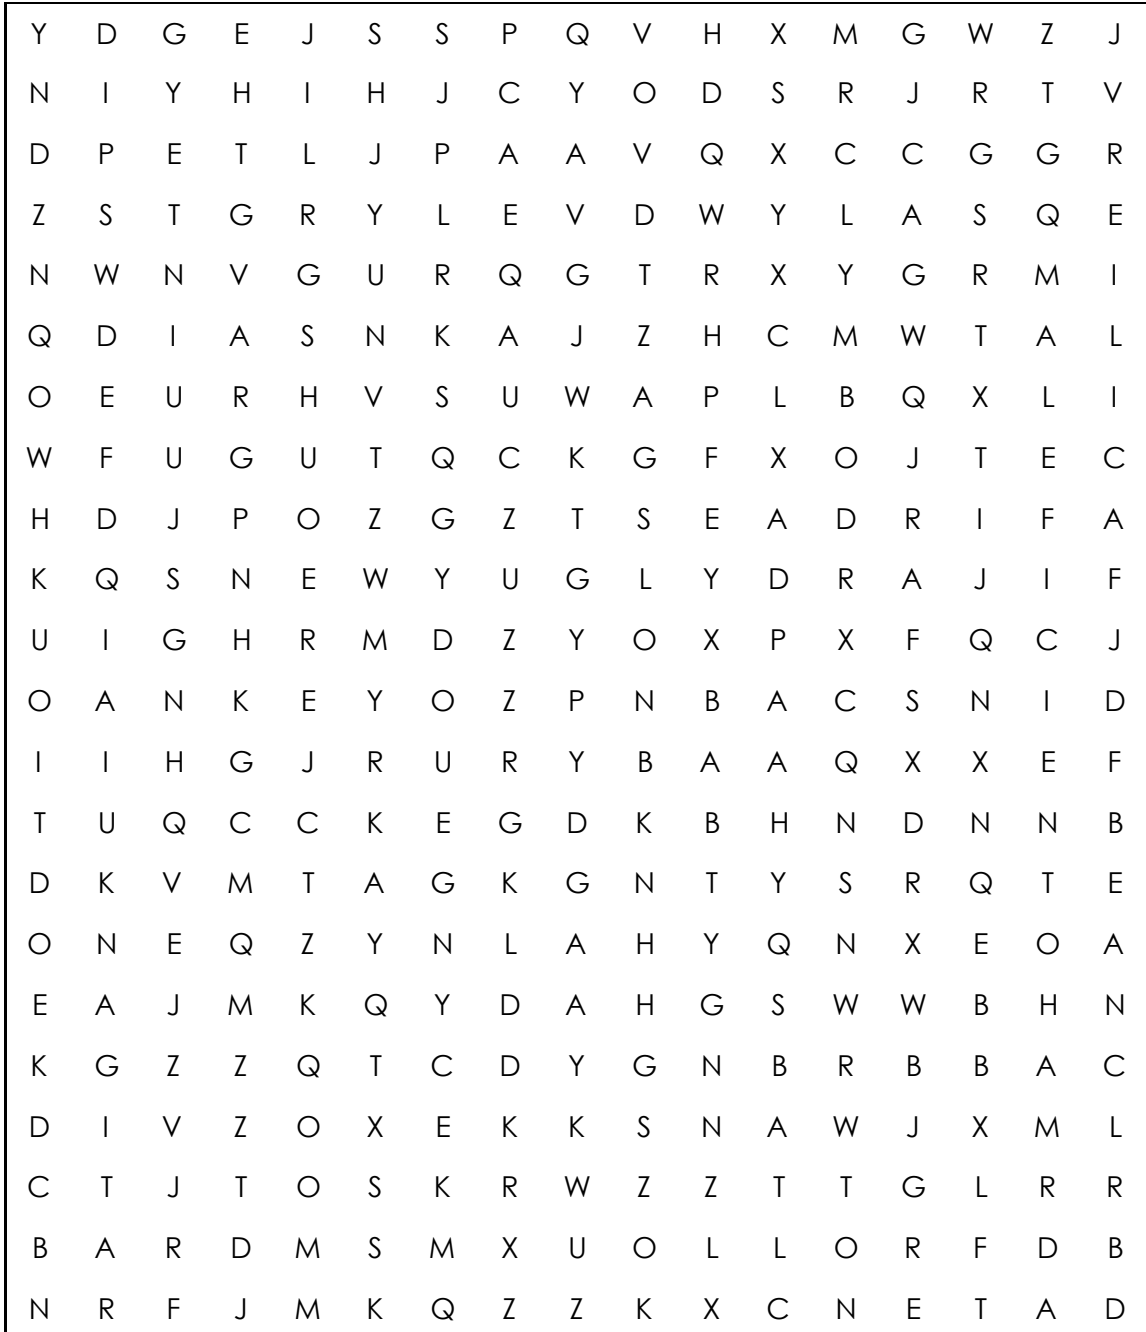 Y D G E J S S P Q V H X M G W Z J
N I Y H I H J C Y O D S R J R T V
D P E T L J P A A V Q X C C G G R
Z S T G R Y L E V D W Y L A S Q E
N W N V G U R Q G T R X Y G R M I
Q D I A S N K A J Z H C M W T A L
O E U R H V S U W A P L B Q X L I
W F U G U T Q C K G F X O J T E C
H D J P O Z G Z T S E A D R I F A
K Q S N E W Y U G L Y D R A J I F
U I G H R M D Z Y O X P X F Q C J
O A N K E Y O Z P N B A C S N I D
I I H G J R U R Y B A A Q X X E F
T U Q C C K E G D K B H N D N N B
D K V M T A G K G N T Y S R Q T E
O N E Q Z Y N L A H Y Q N X E O A
E A J M K Q Y D A H G S W W B H N
K G Z Z Q T C D Y G N B R B B A C
D I V Z O X E K K S N A W J X M L
C T J T O S K R W Z Z T T G L R R
B A R D M S M X U O L L O R F D B
N R F J M K Q Z Z K X C N E T A D